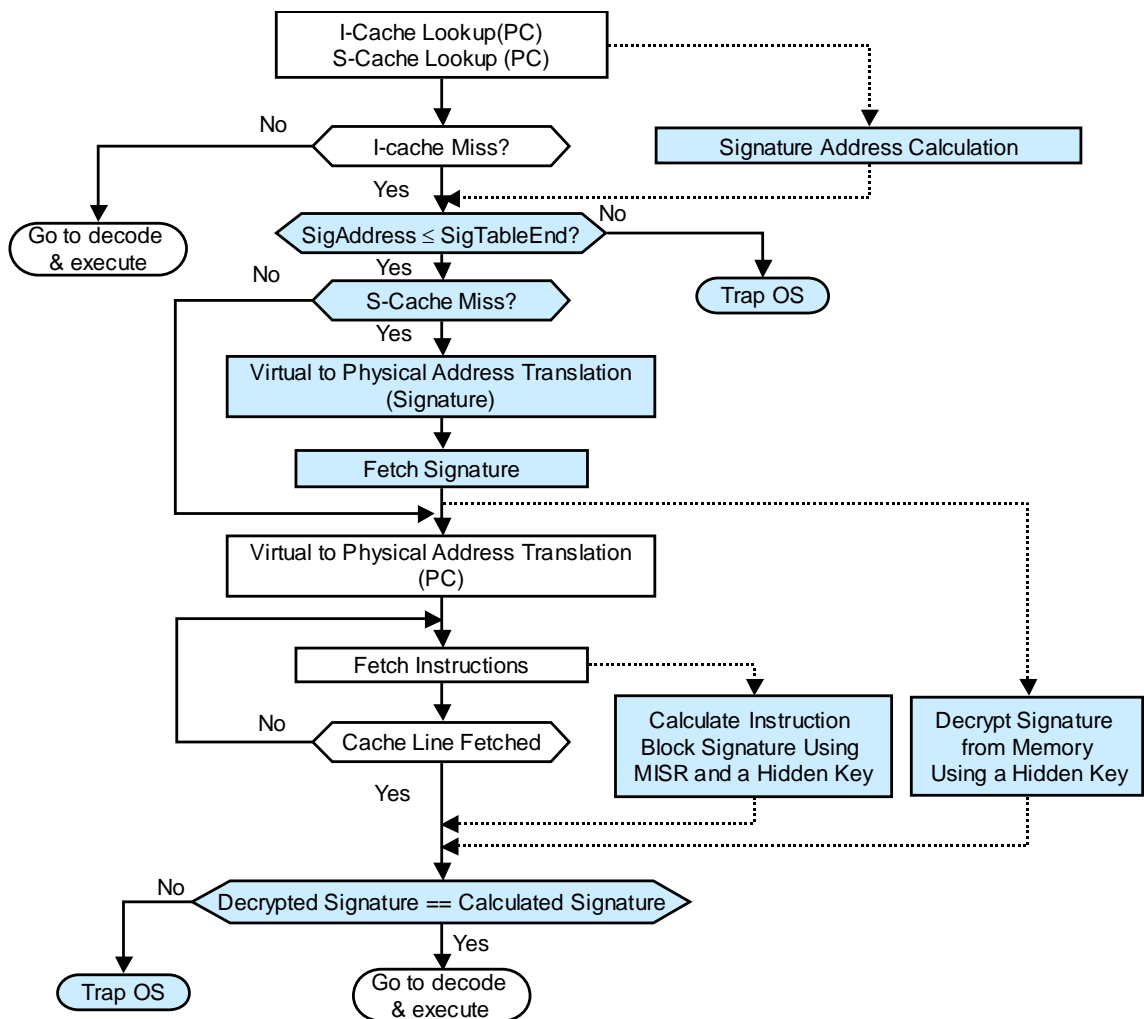 I-Cache Lookup(PC)
S-Cache Lookup (PC)
No
I-cache Miss?
Signature Address Calculation
Yes
Go to decode
& execute
SigAddress ≤ SigTableEnd?
No
Yes
No
S-Cache Miss?
Trap OS
Yes
Virtual to Physical Address Translation
(Signature)
Fetch Signature
Virtual to Physical Address Translation
(PC)
Fetch Instructions
No
Cache Line Fetched
Calculate Instruction
Block Signature Using
MISR and a Hidden Key
Decrypt Signature
from Memory
Using a Hidden Key
Yes
No
Decrypted Signature == Calculated Signature
Yes
Trap OS
Go to decode
& execute